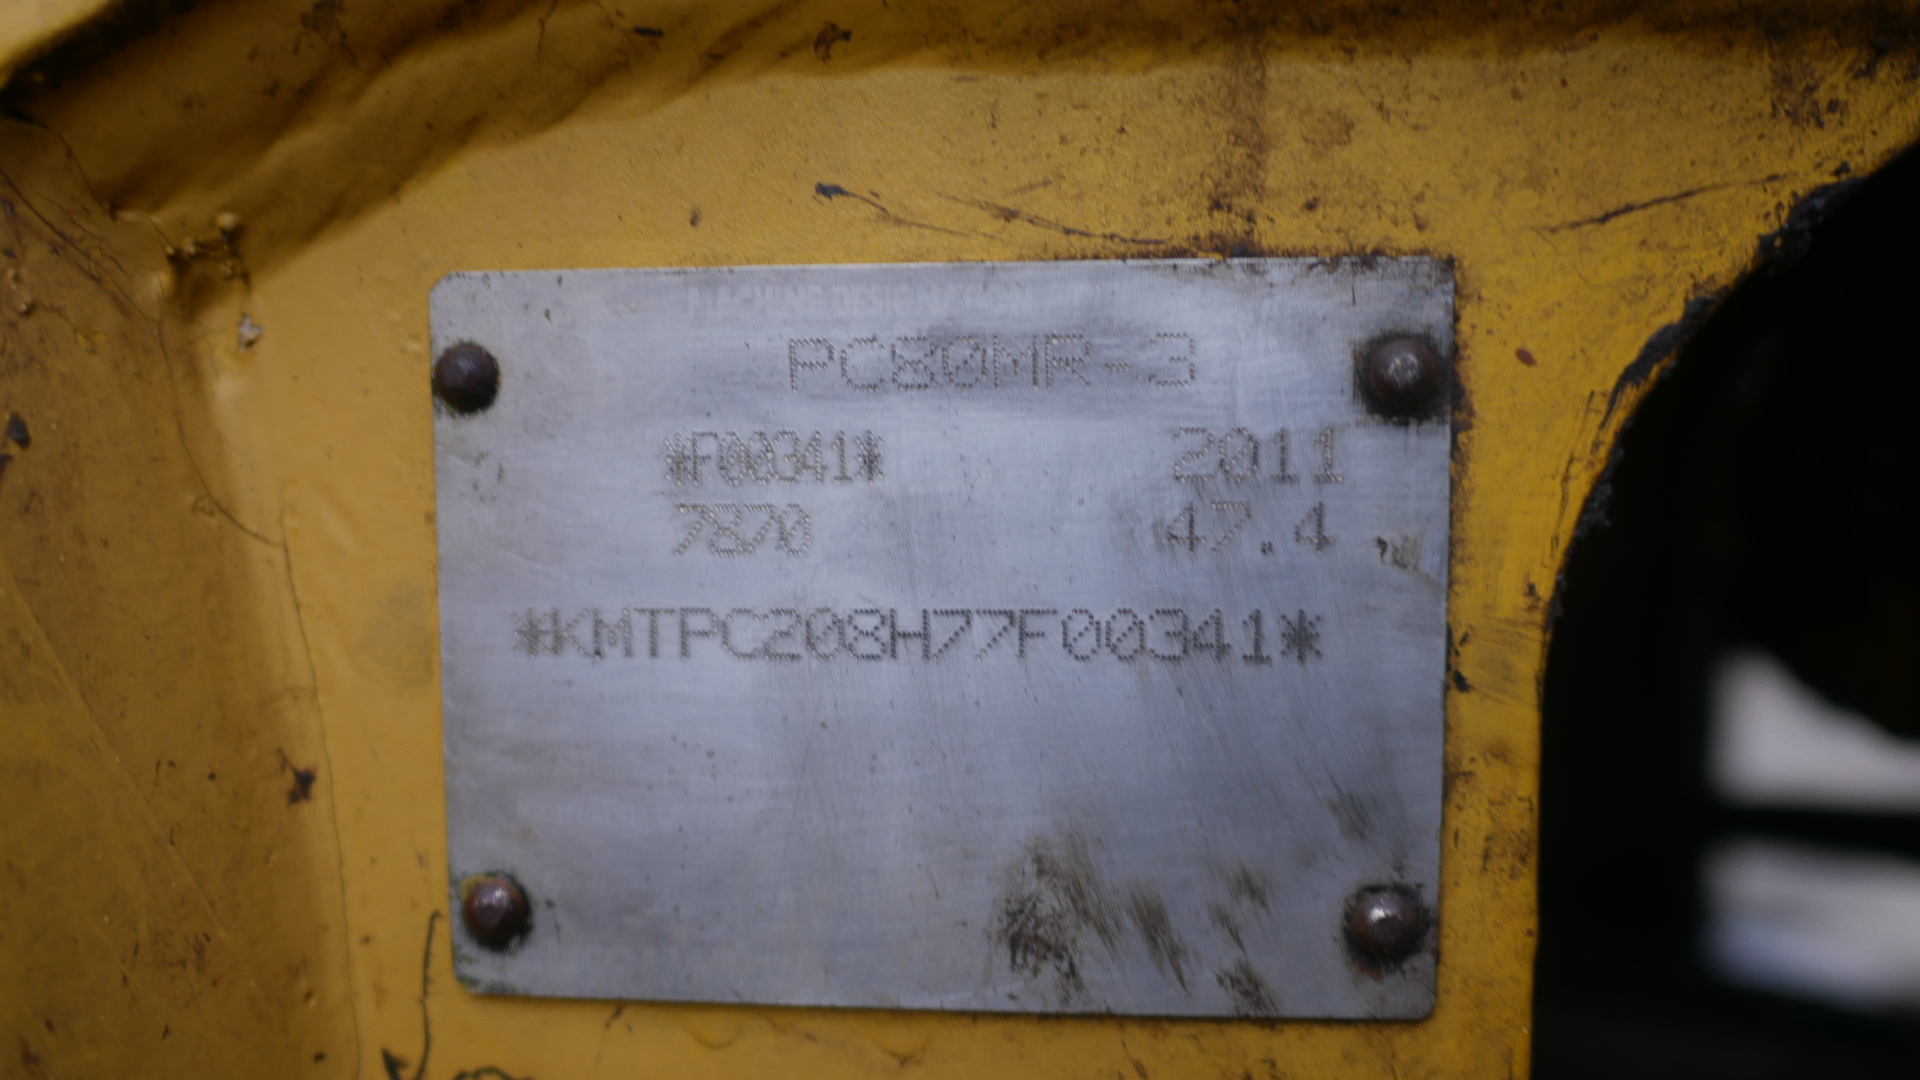 MACHINE DESIGNATION
PC80MR-3
*F00341* 2011
7870 47.4
*KMTPC208H77F00341*